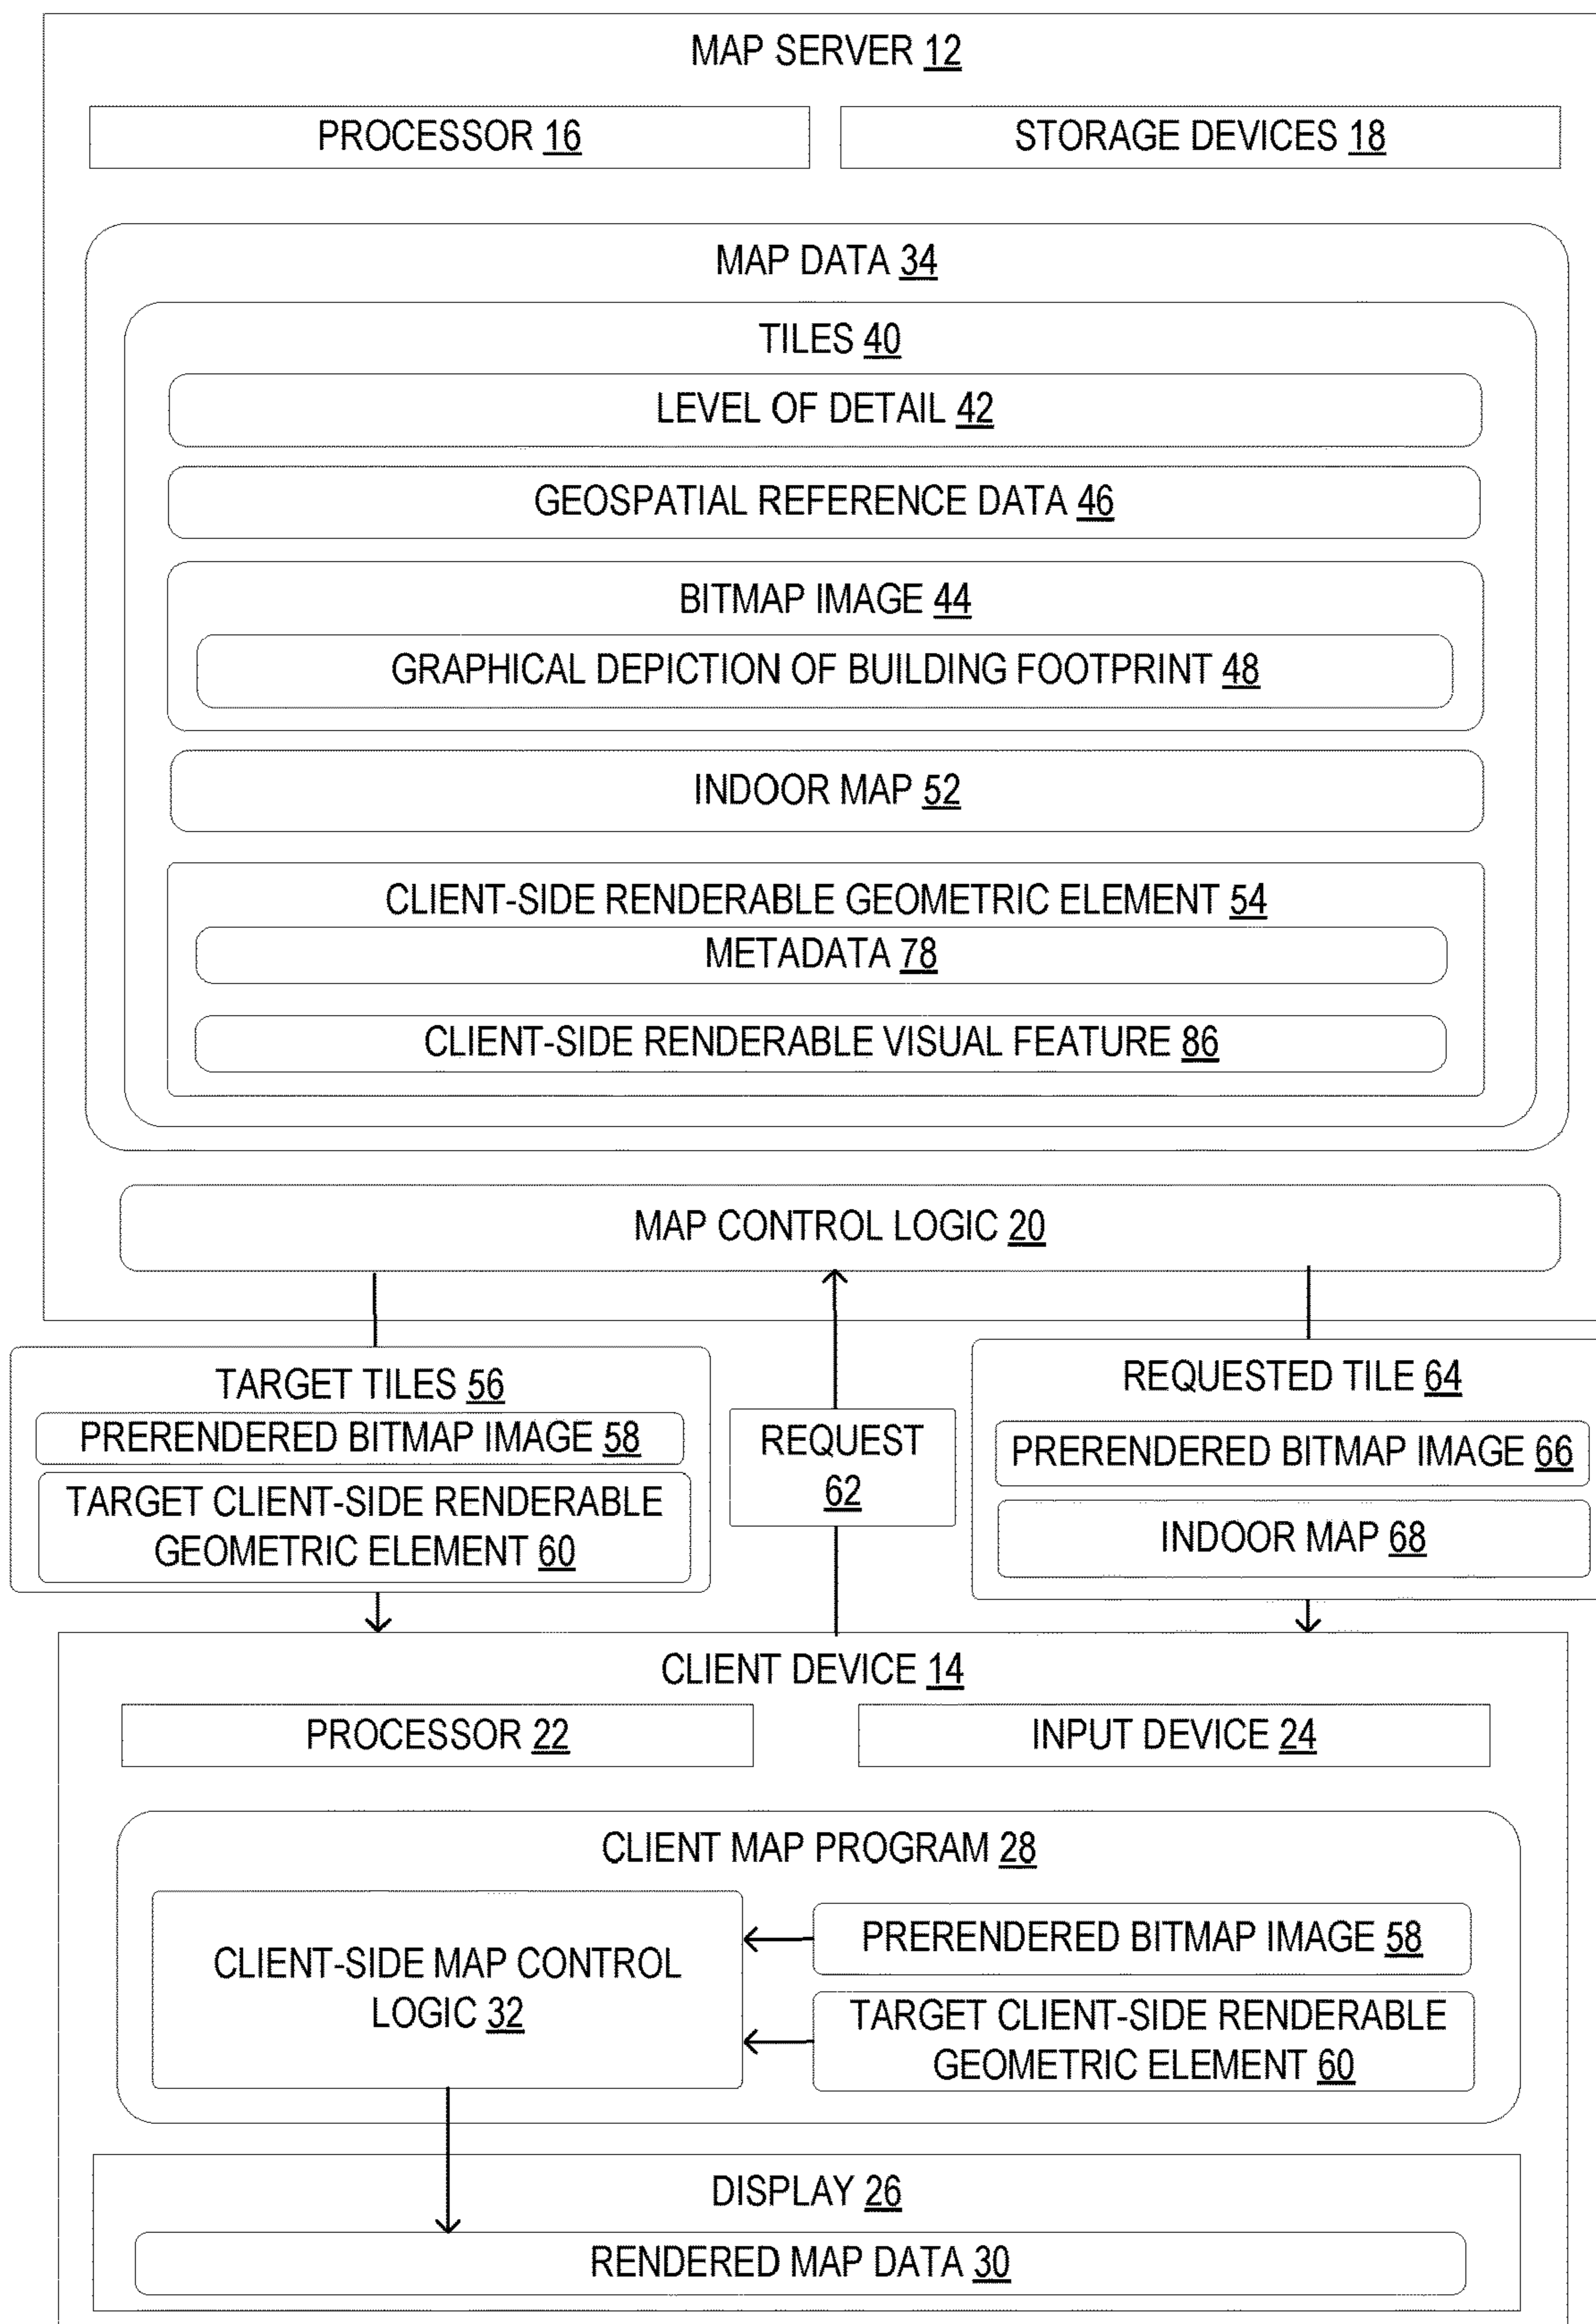 MAP SERVER 12
PROCESSOR 16
STORAGE DEVICES 18
MAP DATA 34
TILES 40
LEVEL OF DETAIL 42
GEOSPATIAL REFERENCE DATA 46
BITMAP IMAGE 44
GRAPHICAL DEPICTION OF BUILDING FOOTPRINT 48
INDOOR MAP 52
CLIENT-SIDE RENDERABLE GEOMETRIC ELEMENT 54
METADATA 78
CLIENT-SIDE RENDERABLE VISUAL FEATURE 86
MAP CONTROL LOGIC 20
TARGET TILES 56
PRERENDERED BITMAP IMAGE 58
TARGET CLIENT-SIDE RENDERABLE
GEOMETRIC ELEMENT 60
REQUEST
62
REQUESTED TILE 64
PRERENDERED BITMAP IMAGE 66
INDOOR MAP 68
CLIENT DEVICE 14
PROCESSOR 22
INPUT DEVICE 24
CLIENT MAP PROGRAM 28
CLIENT-SIDE MAP CONTROL
LOGIC 32
PRERENDERED BITMAP IMAGE 58
TARGET CLIENT-SIDE RENDERABLE
GEOMETRIC ELEMENT 60
DISPLAY 26
RENDERED MAP DATA 30